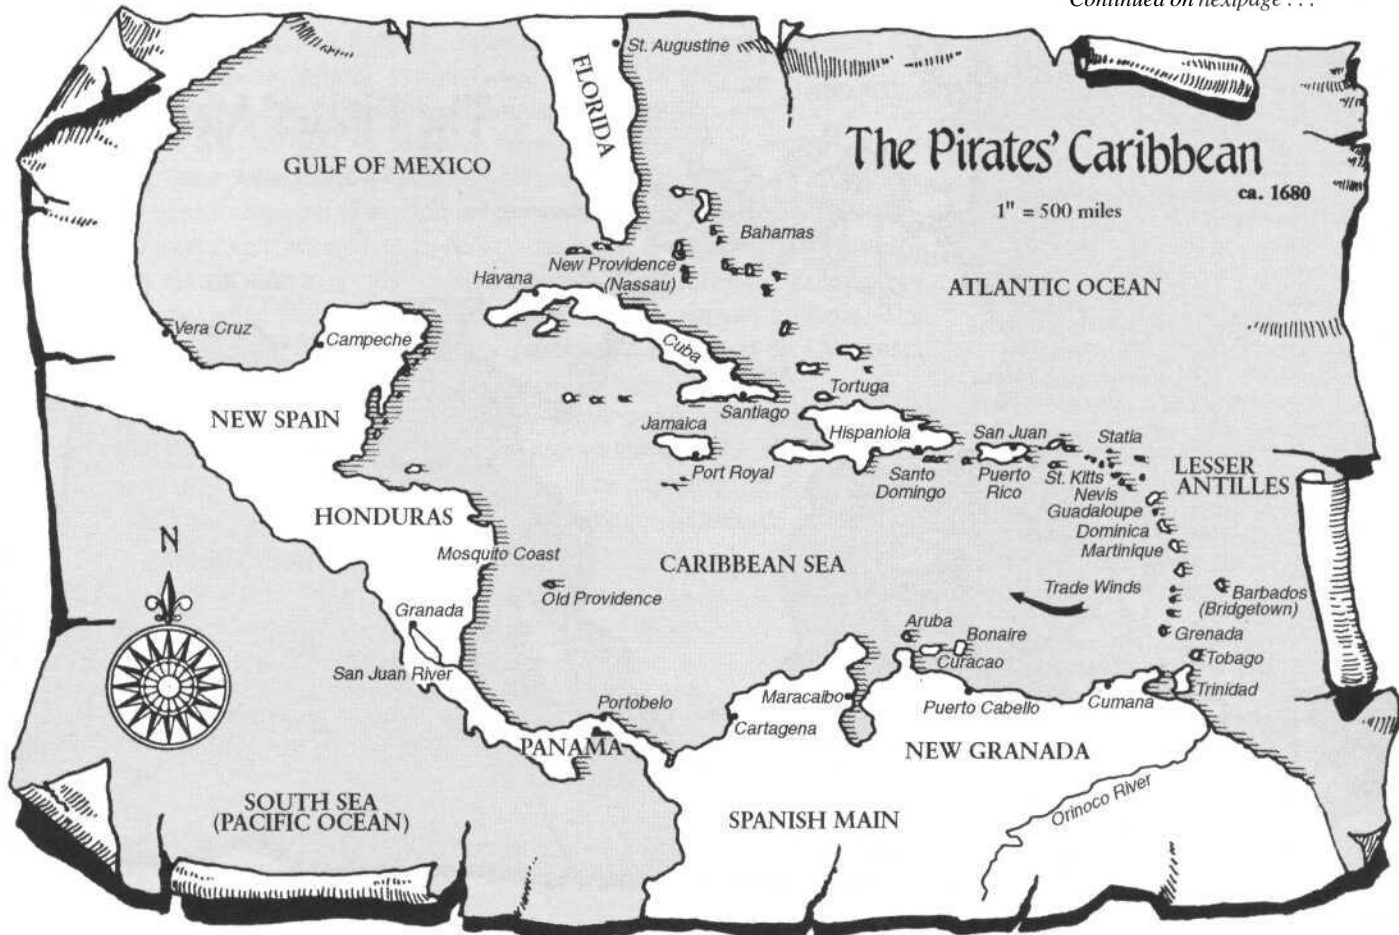 Continued on nextpage . . .
St. Augustine
FLORIDA
The Pirates' Caribbean
ca. 1680
1" = 500 miles
GULF OF MEXICO
Bahamas
New Providence
(Nassau)
Havana
ATLANTIC OCEAN
Vera Cruz
Campeche
Cuba
Tortuga
NEW SPAIN
Santiago
Jamaica
Hispaniola
San Juan
Statia
Port Royal
Santo
Domingo
Puerto
Rico
St. Kitts
Nevis
LESSER
ANTILLES
Guadaloupe
Dominica
Martinique
HONDURAS
Mosquito Coast
CARIBBEAN SEA
N
Old Providence
Trade Winds
Barbados
(Bridgetown)
Granada
Aruba
Bonaire
Curacao
Grenada
Tobago
San Juan River
Maracaibo
Trinidad
Portobelo
Puerto Cabello
Cumana
Cartagena
PANAMA
NEW GRANADA
SOUTH SEA
(PACIFIC OCEAN)
SPANISH MAIN
Orinoco River